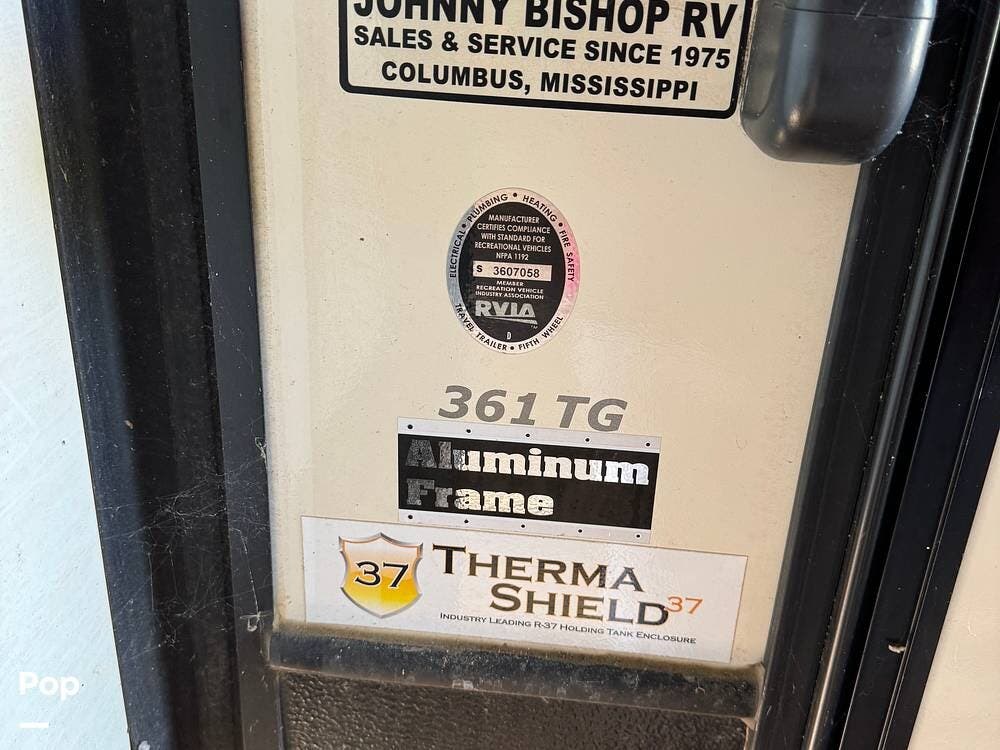 JOHNNY BISHOP RV
SALES & SERVICE SINCE 1975
COLUMBUS, MISSISSIPPI
ELECTRICAL • PLUMBING • HEATING • FIRE SAFETY
MANUFACTURER
CERTIFIES COMPLIANCE
WITH STANDARD FOR
RECREATIONAL VEHICLES
NFPA 1192
S 3607058
MEMBER
RECREATION VEHICLE
INDUSTRY ASSOCIATION
RVIA
™
D
TRAVEL TRAILER • FIFTH WHEEL
361 TG
Aluminum
Frame
37
THERMA
SHIELD37
INDUSTRY LEADING R-37 HOLDING TANK ENCLOSURE
Pop